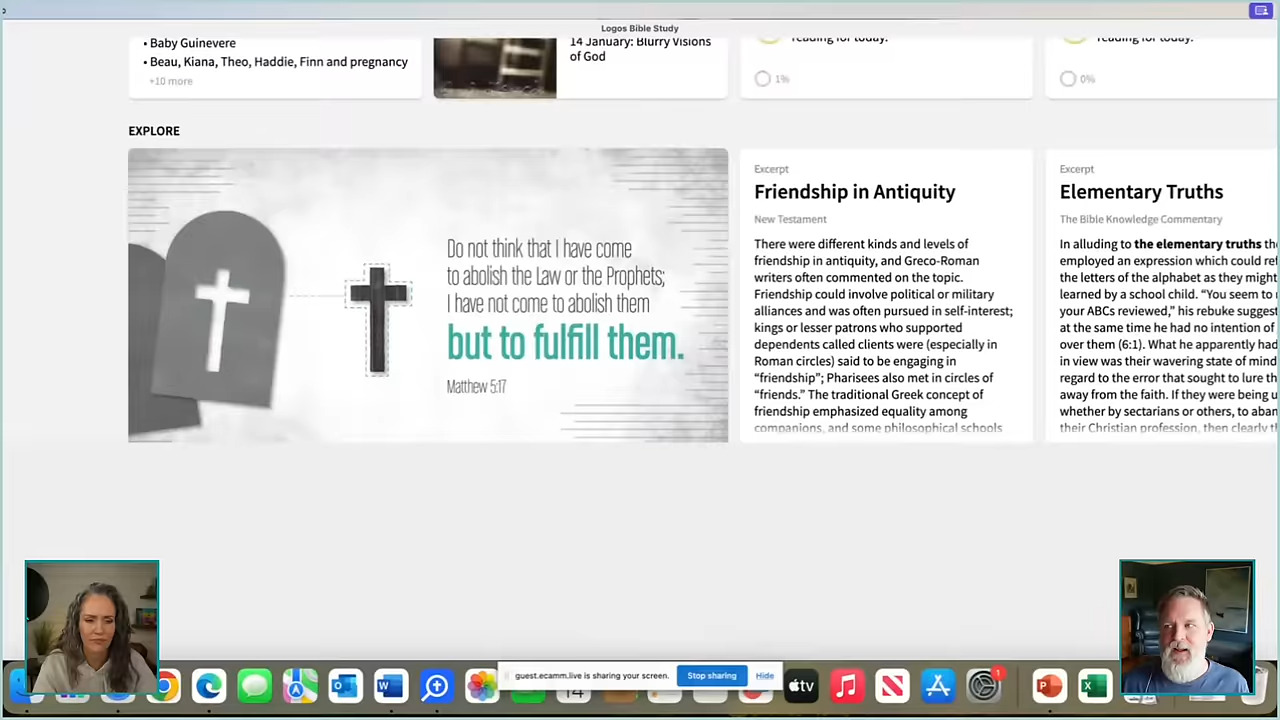 Logos Bible Study
• Baby Guinevere
• Beau, Kiana, Theo, Haddie, Finn and pregnancy
+10 more
14 January: Blurry Visions
of God
reading for today.
1%
reading for today.
0%
EXPLORE
Do not think that I have come
to abolish the Law or the Prophets;
I have not come to abolish them
but to fulfill them.
Matthew 5:17
Excerpt
Friendship in Antiquity
New Testament
There were different kinds and levels of
friendship in antiquity, and Greco-Roman
writers often commented on the topic.
Friendship could involve political or military
alliances and was often pursued in self-interest;
kings or lesser patrons who supported
dependents called clients were (especially in
Roman circles) said to be engaging in
“friendship”; Pharisees also met in circles of
“friends.” The traditional Greek concept of
friendship emphasized equality among
companions, and some philosophical schools
Excerpt
Elementary Truths
The Bible Knowledge Commentary
In alluding to the elementary truths
employed an expression which could
the letters of the alphabet as they might
learned by a school child. “You seem to
your ABCs reviewed,” his rebuke
at the same time he had no intention of
over them (6:1). What he apparently had
in view was their wavering state of mind
regard to the error that sought to lure
away from the faith. If they were being
whether by sectarians or others, to
their Christian profession, then clearly
guest.ecamm.live is sharing your screen.
Stop sharing
Hide
14
tv
1